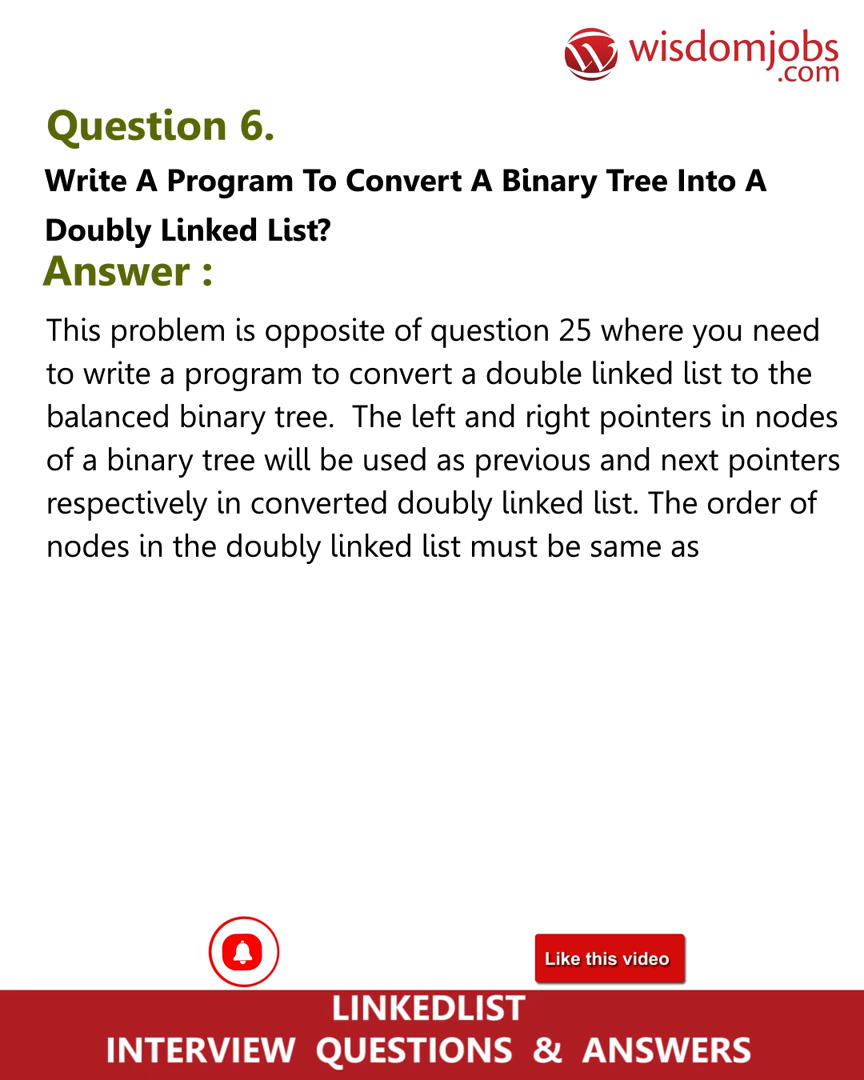 wisdomjobs
.com
Question 6.
Write A Program To Convert A Binary Tree Into A
Doubly Linked List?
Answer :
This problem is opposite of question 25 where you need
to write a program to convert a double linked list to the
balanced binary tree.  The left and right pointers in nodes
of a binary tree will be used as previous and next pointers
respectively in converted doubly linked list. The order of
nodes in the doubly linked list must be same as
Like this video
LINKEDLIST
INTERVIEW QUESTIONS & ANSWERS